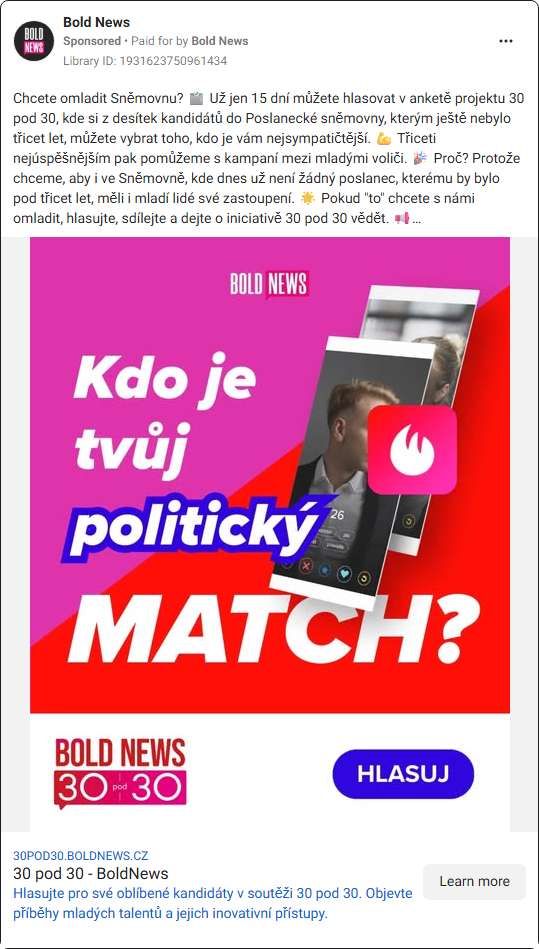 Bold News
Sponsored • Paid for by Bold News
Library ID: 1931623750961434
Chcete omladit Sněmovnu? 🏢 Už jen 15 dní můžete hlasovat v anketě projektu 30
pod 30, kde si z desítek kandidátů do Poslanecké sněmovny, kterým ještě nebylo
třicet let, můžete vybrat toho, kdo je vám nejsympatičtější. 💪 Třiceti
nejúspěšnějším pak pomůžeme s kampaní mezi mladými voliči. 🎉 Proč? Protože
chceme, aby i ve Sněmovně, kde dnes už není žádný poslanec, kterému by bylo
pod třicet let, měli i mladí lidé své zastoupení. 🌟 Pokud "to" chcete s námi
omladit, hlasujte, sdílejte a dejte o iniciativě 30 pod 30 vědět. 📢 ...
BOLD NEWS
Kdo je
tvůj
politický
MATCH?
26
BOLD NEWS
30 pod 30
HLASUJ
30POD30.BOLDNEWS.CZ
30 pod 30 - BoldNews
Hlasujte pro své oblíbené kandidáty v soutěži 30 pod 30. Objevte
příběhy mladých talentů a jejich inovativní přístupy.
Learn more